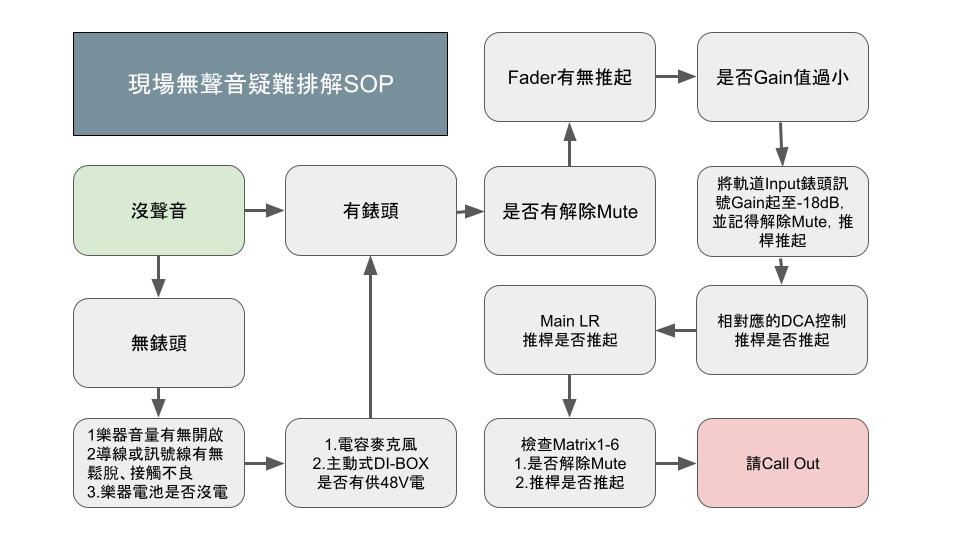 現場無聲音疑難排解SOP
沒聲音
有錶頭
是否有解除Mute
Fader有無推起
是否Gain值過小
將軌道Input錶頭訊
號Gain起至-18dB,
並記得解除Mute, 推
桿推起
相對應的DCA控制
推桿是否推起
Main LR
推桿是否推起
檢查Matrix1-6
1.是否解除Mute
2.推桿是否推起
請Call Out
無錶頭
1樂器音量有無開啟
2導線或訊號線有無
鬆脫、接觸不良
3.樂器電池是否沒電
1.電容麥克風
2.主動式DI-BOX
是否有供48V電